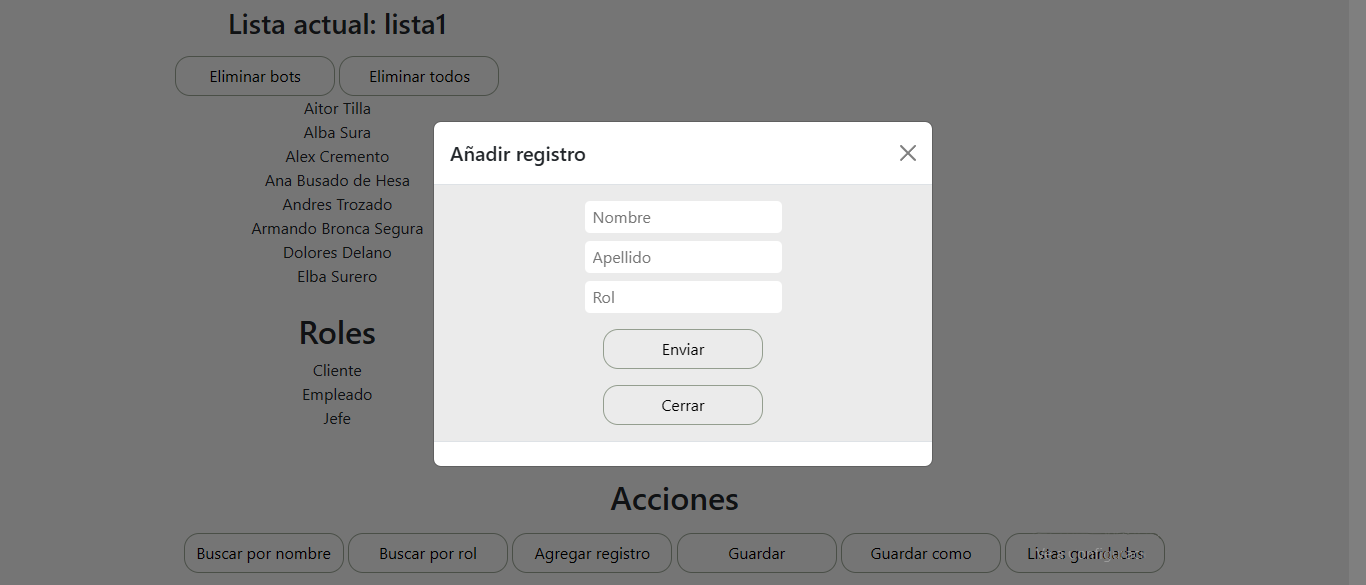 Lista actual: lista1
Eliminar bots
Eliminar todos
Aitor Tilla
Alba Sura
Alex Cremento
Ana Busado de Hesa
Andres Trozado
Armando Bronca Segura
Dolores Delano
Elba Surero
Roles
Cliente
Empleado
Jefe
Añadir registro
Nombre
Apellido
Rol
Enviar
Cerrar
Acciones
Buscar por nombre
Buscar por rol
Agregar registro
Guardar
Guardar como
Listas guardadas